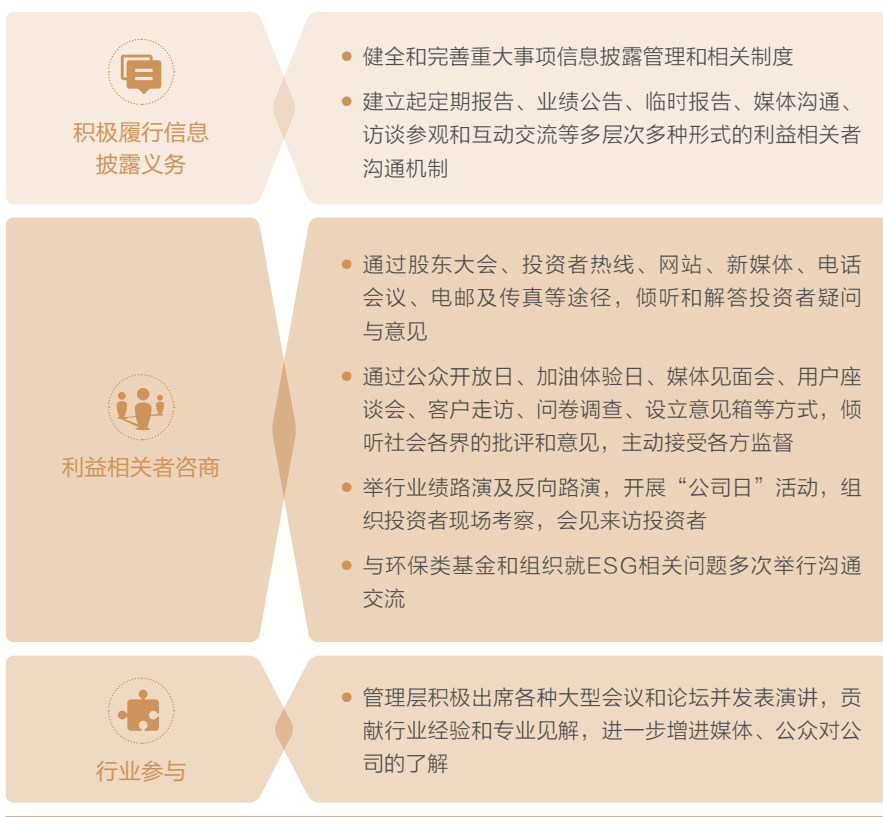 积极履行信息
披露义务
● 健全和完善重大事项信息披露管理和相关制度
● 建立起定期报告、业绩公告、临时报告、媒体沟通、
访谈参观和互动交流等多层次多种形式的利益相关者
沟通机制
利益相关者咨商
● 通过股东大会、投资者热线、网站、新媒体、电话
会议、电邮及传真等途径，倾听和解答投资者疑问
与意见
● 通过公众开放日、加油体验日、媒体见面会、用户座
谈会、客户走访、问卷调查、设立意见箱等方式，倾
听社会各界的批评和意见，主动接受各方监督
● 举行业绩路演及反向路演，开展“公司日”活动，组
织投资者现场考察，会见来访投资者
● 与环保类基金和组织就ESG相关问题多次举行沟通
交流
行业参与
● 管理层积极出席各种大型会议和论坛并发表演讲，贡
献行业经验和专业见解，进一步增进媒体、公众对公
司的了解